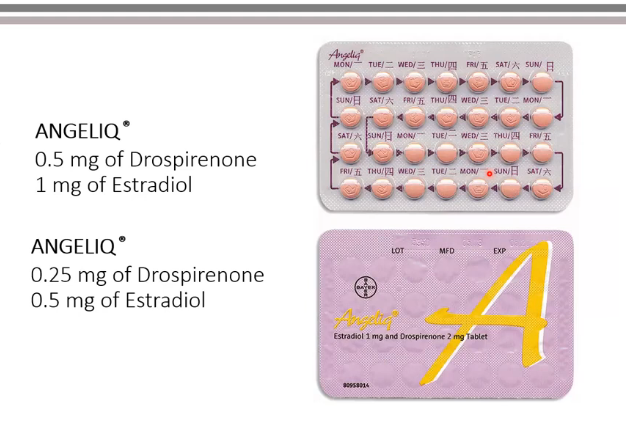 ANGELIQ®
0.5 mg of Drospirenone
1 mg of Estradiol
ANGELIQ®
0.25 mg of Drospirenone
0.5 mg of Estradiol
Angeliq®
MON/一 TUE/二 WED/三 THU/四 FRI/五 SAT/六 SUN/日
SUN/日 SAT/六 FRI/五 THU/四 WED/三 TUE/二 MON/一
SAT/六 SUN/日 MON/一 TUE/二 WED/三 THU/四 FRI/五
FRI/五 THU/四 WED/三 TUE/二 MON/一 SUN/日 SAT/六
LOT MFD EXP
BAYER
Angeliq®
Estradiol 1 mg and Drospirenone 2 mg Tablet
80958014